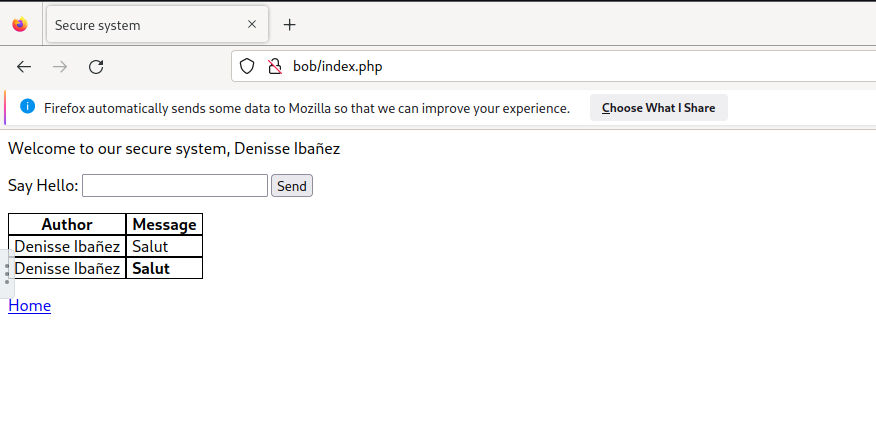 Secure system
bob/index.php
Firefox automatically sends some data to Mozilla so that we can improve your experience. Choose What I Share
Welcome to our secure system, Denisse Ibañez
Say Hello: Send
Author Message
Denisse Ibañez Salut
Denisse Ibañez Salut
Home